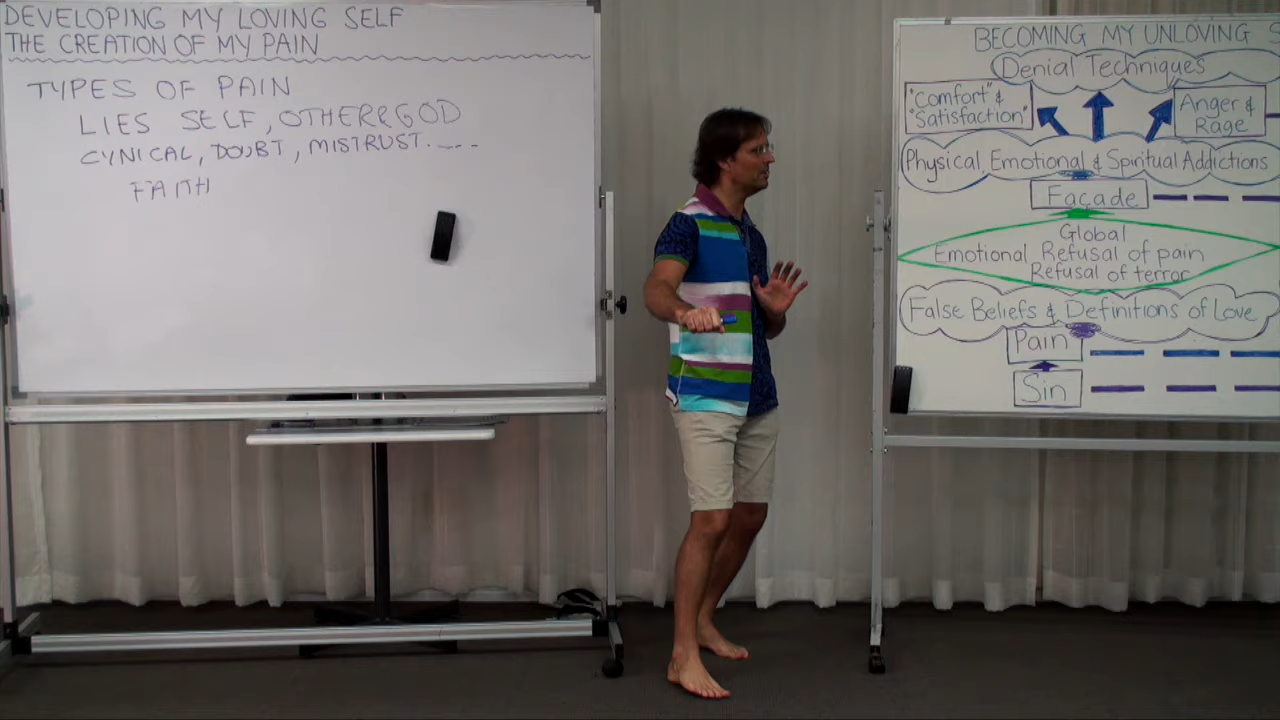 DEVELOPING MY LOVING SELF
THE CREATION OF MY PAIN
TYPES OF PAIN
LIES SELF, OTHER&GOD
CYNICAL, DOUBT, MISTRUST.....
FAITH
BECOMING MY UNLOVING S
Denial Techniques
"Comfort" &
"Satisfaction"
Anger &
Rage
Physical, Emotional & Spiritual Addictions
Façade
Global
Emotional Refusal of pain
Refusal of terror
False Beliefs & Definitions of Love
Pain
Sin